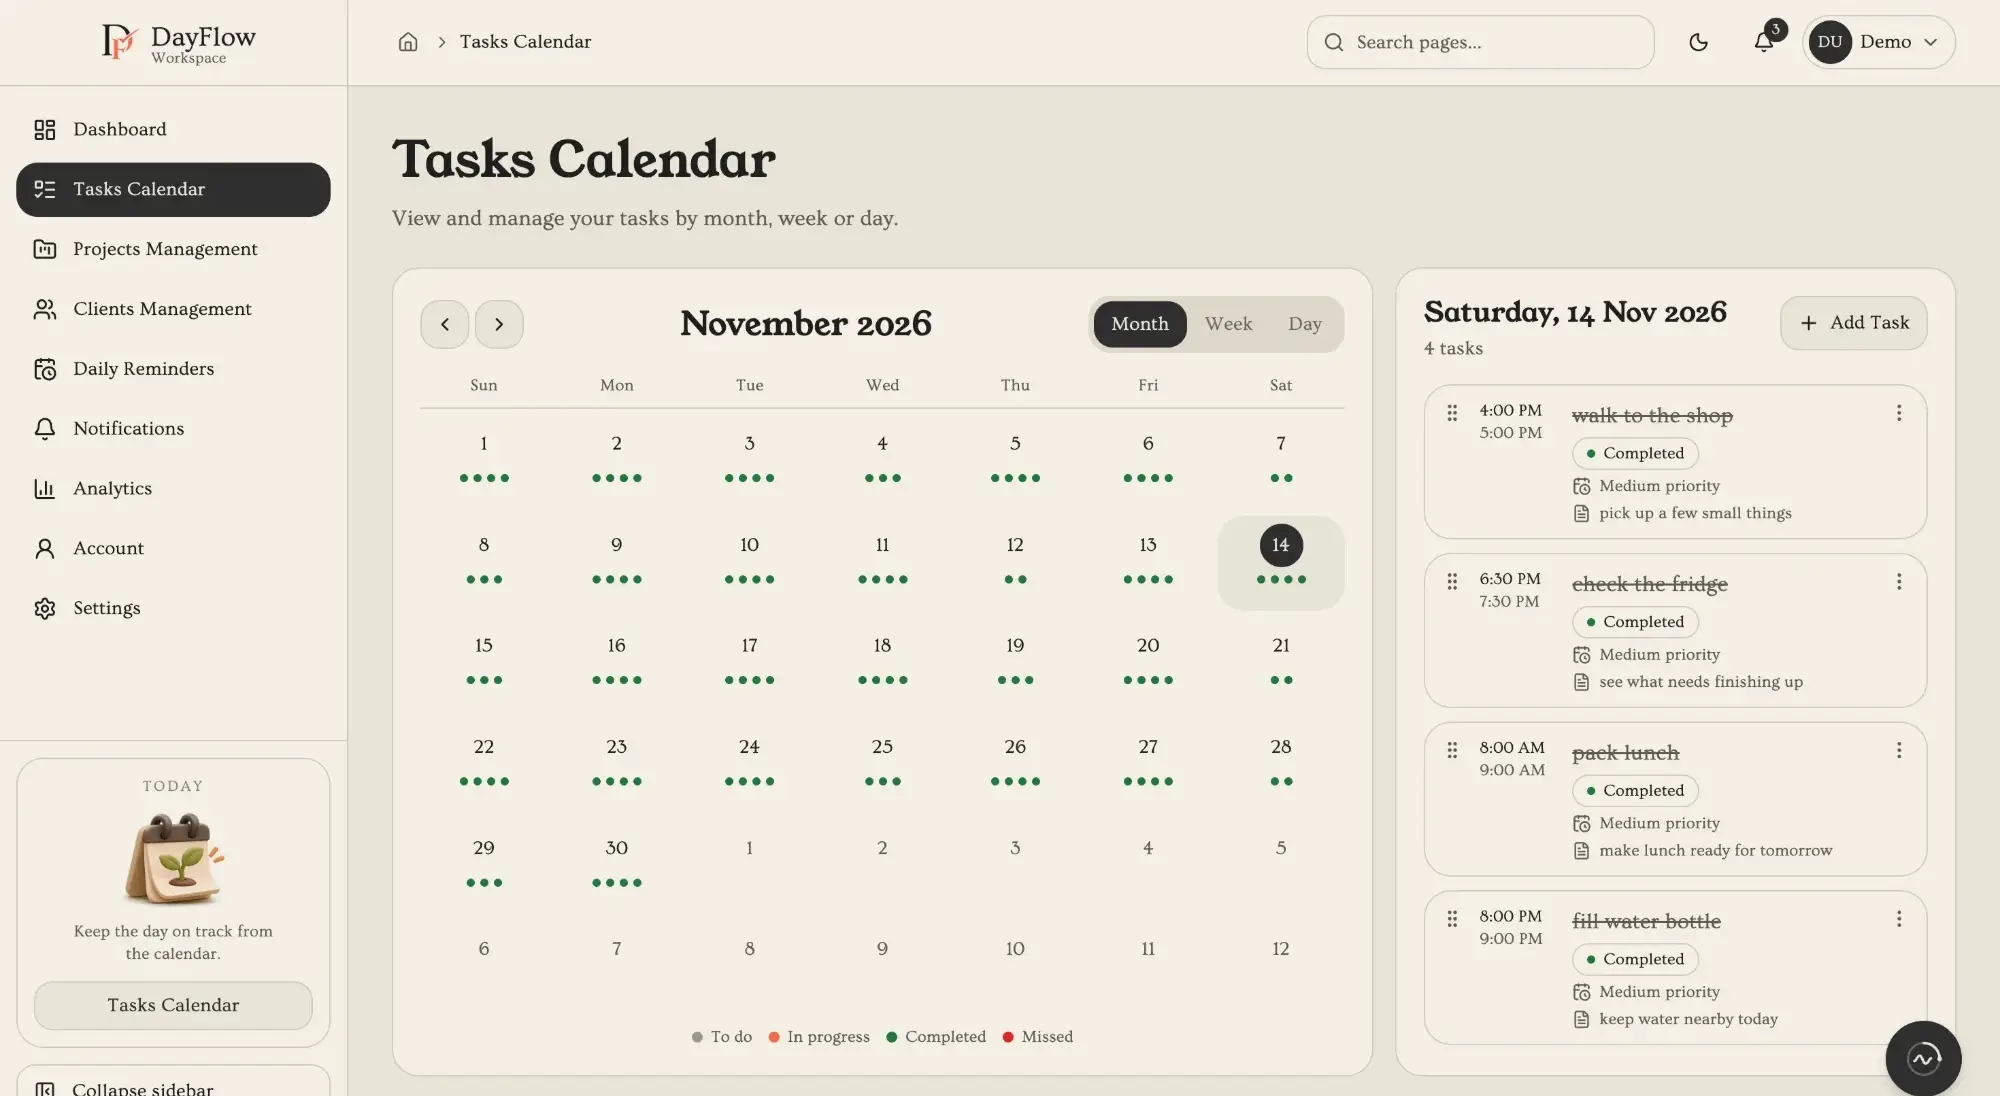 DayFlow
Workspace
Tasks Calendar
Search pages...
3
DU
Demo
Dashboard
Tasks Calendar
Projects Management
Clients Management
Daily Reminders
Notifications
Analytics
Account
Settings
TODAY
Keep the day on track from
the calendar.
Tasks Calendar
Collapse sidebar
Tasks Calendar
View and manage your tasks by month, week or day.
November 2026
Month Week Day
Sun Mon Tue Wed Thu Fri Sat
1 2 3 4 5 6 7
8 9 10 11 12 13 14
15 16 17 18 19 20 21
22 23 24 25 26 27 28
29 30 1 2 3 4 5
6 7 8 9 10 11 12
To do In progress Completed Missed
Saturday, 14 Nov 2026
4 tasks
+ Add Task
4:00 PM
5:00 PM
walk to the shop
Completed
Medium priority
pick up a few small things
6:30 PM
7:30 PM
check the fridge
Completed
Medium priority
see what needs finishing up
8:00 AM
9:00 AM
pack lunch
Completed
Medium priority
make lunch ready for tomorrow
8:00 PM
9:00 PM
fill water bottle
Completed
Medium priority
keep water nearby today